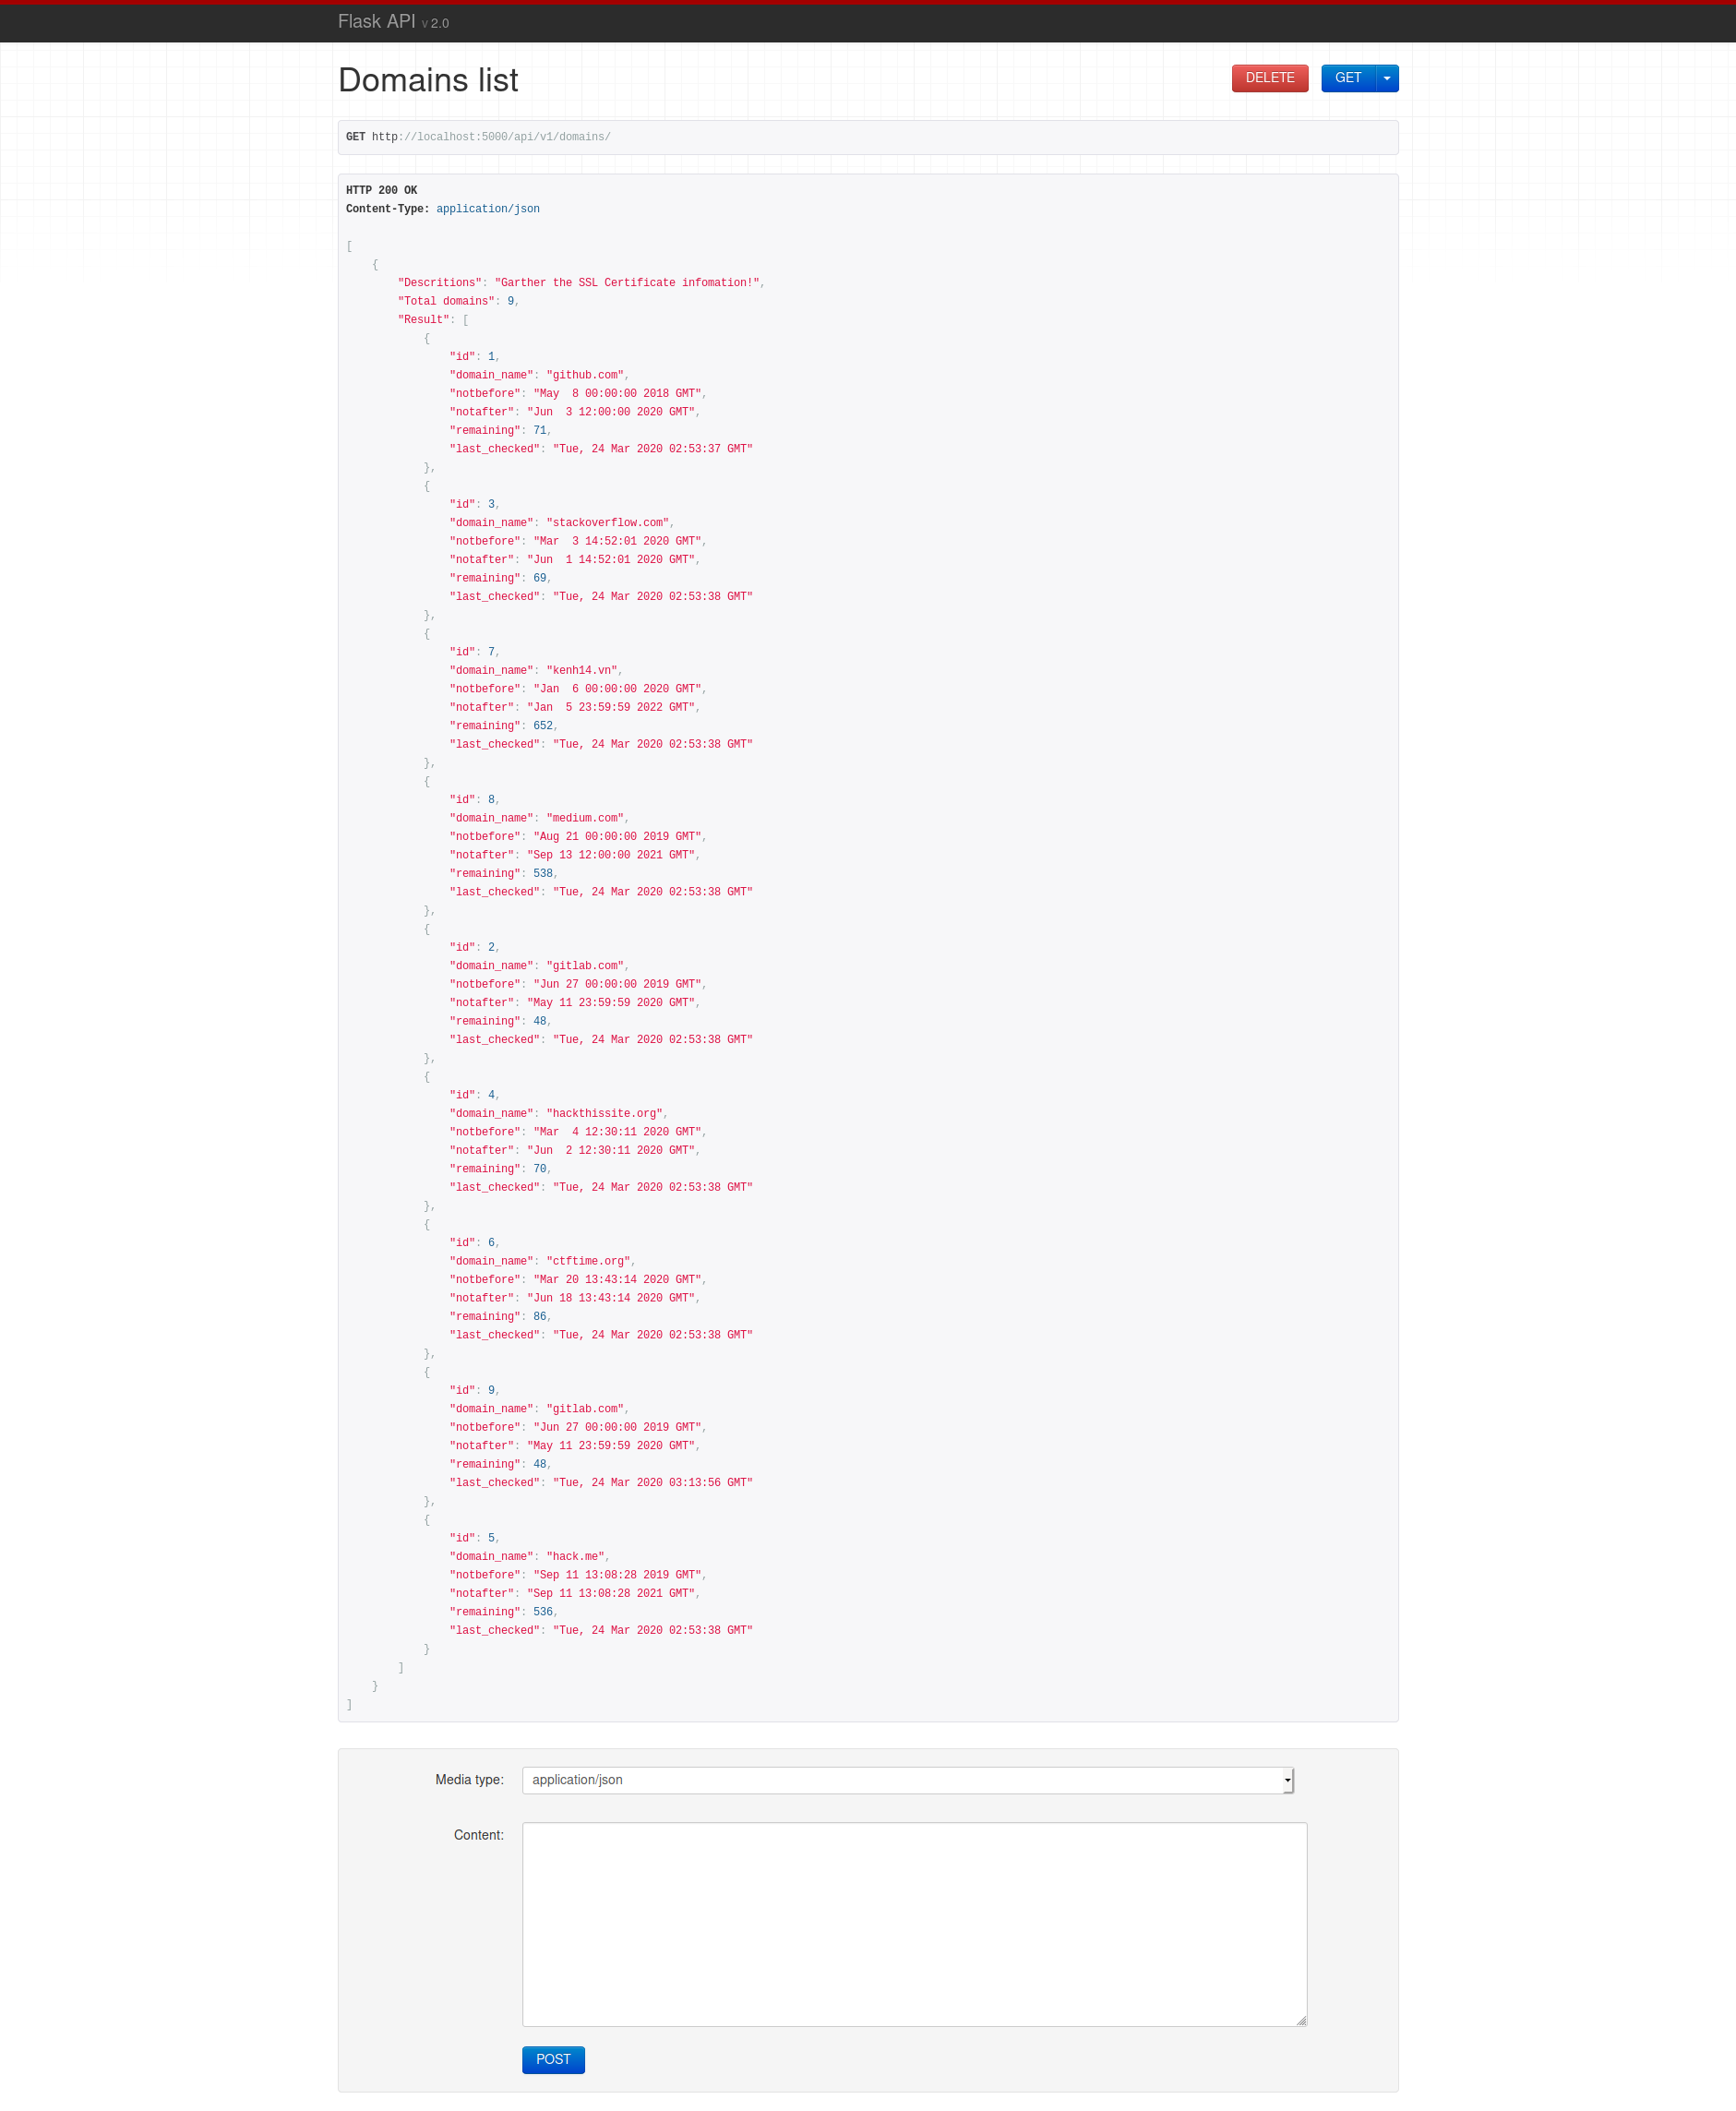 Flask API v 2.0
Domains list
DELETE
GET
GET http://localhost:5000/api/v1/domains/
HTTP 200 OK
Content-Type: application/json
[
{
"Descritions": "Garther the SSL Certificate infomation!",
"Total domains": 9,
"Result": [
{
"id": 1,
"domain_name": "github.com",
"notbefore": "May  8 00:00:00 2018 GMT",
"notafter": "Jun  3 12:00:00 2020 GMT",
"remaining": 71,
"last_checked": "Tue, 24 Mar 2020 02:53:37 GMT"
},
{
"id": 3,
"domain_name": "stackoverflow.com",
"notbefore": "Mar  3 14:52:01 2020 GMT",
"notafter": "Jun  1 14:52:01 2020 GMT",
"remaining": 69,
"last_checked": "Tue, 24 Mar 2020 02:53:38 GMT"
},
{
"id": 7,
"domain_name": "kenh14.vn",
"notbefore": "Jan  6 00:00:00 2020 GMT",
"notafter": "Jan  5 23:59:59 2022 GMT",
"remaining": 652,
"last_checked": "Tue, 24 Mar 2020 02:53:38 GMT"
},
{
"id": 8,
"domain_name": "medium.com",
"notbefore": "Aug 21 00:00:00 2019 GMT",
"notafter": "Sep 13 12:00:00 2021 GMT",
"remaining": 538,
"last_checked": "Tue, 24 Mar 2020 02:53:38 GMT"
},
{
"id": 2,
"domain_name": "gitlab.com",
"notbefore": "Jun 27 00:00:00 2019 GMT",
"notafter": "May 11 23:59:59 2020 GMT",
"remaining": 48,
"last_checked": "Tue, 24 Mar 2020 02:53:38 GMT"
},
{
"id": 4,
"domain_name": "hackthissite.org",
"notbefore": "Mar  4 12:30:11 2020 GMT",
"notafter": "Jun  2 12:30:11 2020 GMT",
"remaining": 70,
"last_checked": "Tue, 24 Mar 2020 02:53:38 GMT"
},
{
"id": 6,
"domain_name": "ctftime.org",
"notbefore": "Mar 20 13:43:14 2020 GMT",
"notafter": "Jun 18 13:43:14 2020 GMT",
"remaining": 86,
"last_checked": "Tue, 24 Mar 2020 02:53:38 GMT"
},
{
"id": 9,
"domain_name": "gitlab.com",
"notbefore": "Jun 27 00:00:00 2019 GMT",
"notafter": "May 11 23:59:59 2020 GMT",
"remaining": 48,
"last_checked": "Tue, 24 Mar 2020 03:13:56 GMT"
},
{
"id": 5,
"domain_name": "hack.me",
"notbefore": "Sep 11 13:08:28 2019 GMT",
"notafter": "Sep 11 13:08:28 2021 GMT",
"remaining": 536,
"last_checked": "Tue, 24 Mar 2020 02:53:38 GMT"
}
]
}
]
Media type: application/json
Content:
POST